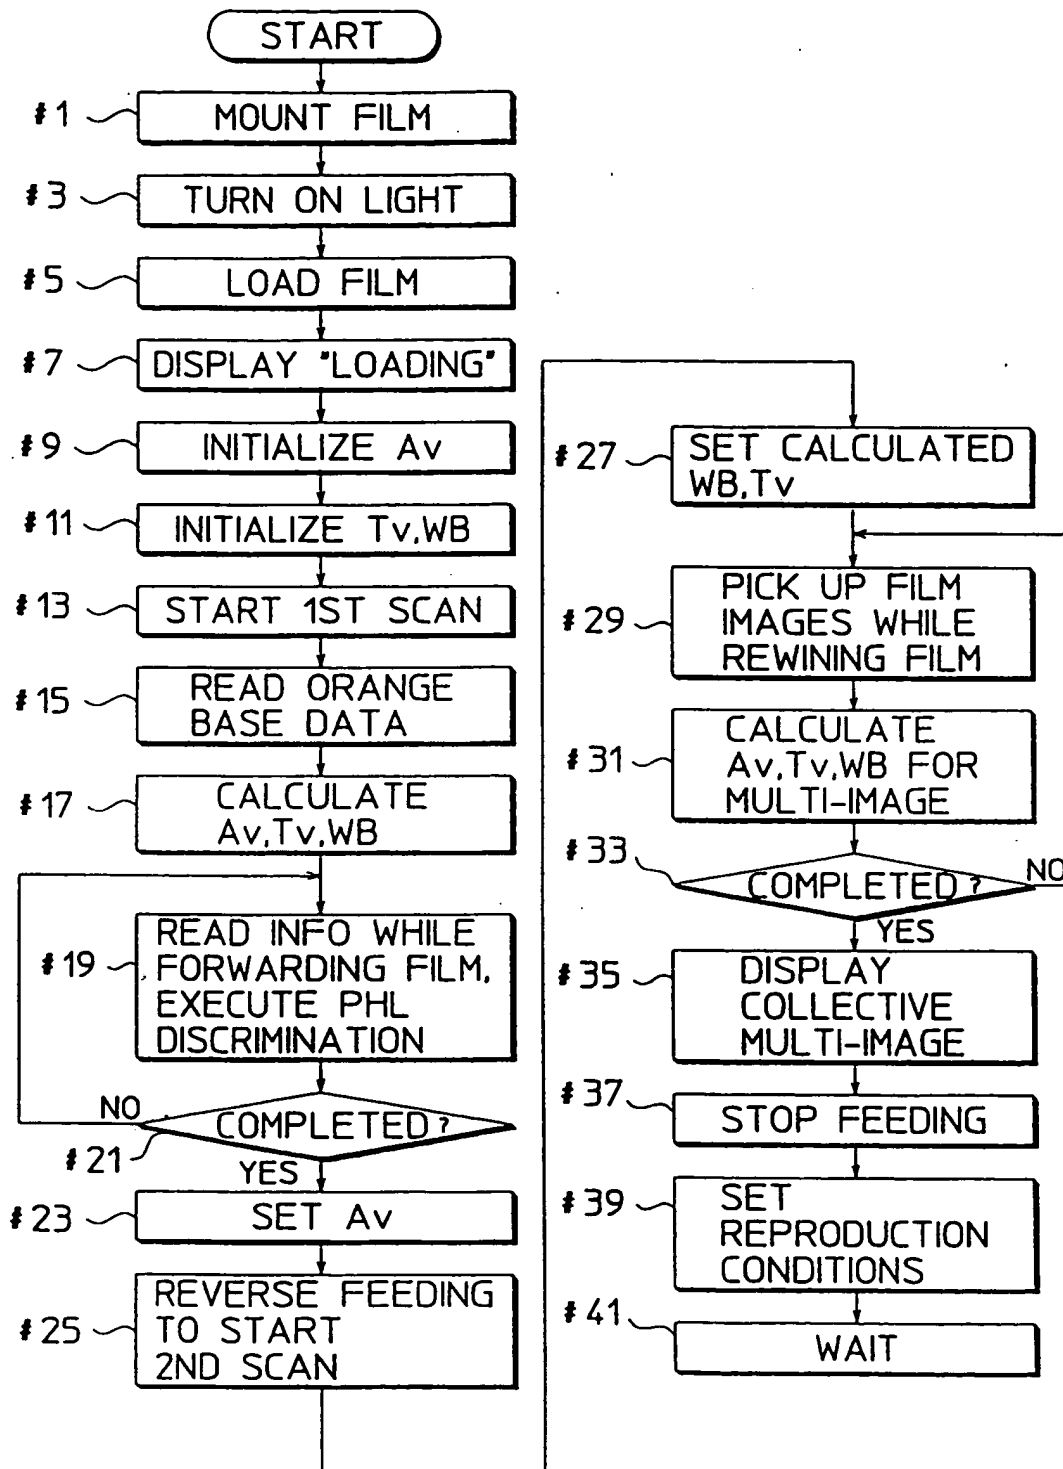 START
#1
MOUNT FILM
#3
TURN ON LIGHT
#5
LOAD FILM
#7
DISPLAY "LOADING"
#9
INITIALIZE Av
#11
INITIALIZE Tv,WB
#13
START 1ST SCAN
#15
READ ORANGE
BASE DATA
#17
CALCULATE
Av,Tv,WB
#19
READ INFO WHILE
FORWARDING FILM,
EXECUTE PHL
DISCRIMINATION
NO
COMPLETED?
#21
YES
#23
SET Av
#25
REVERSE FEEDING
TO START
2ND SCAN
#27
SET CALCULATED
WB,Tv
#29
PICK UP FILM
IMAGES WHILE
REWINING FILM
#31
CALCULATE
Av,Tv,WB FOR
MULTI-IMAGE
#33
COMPLETED?
NO
YES
#35
DISPLAY
COLLECTIVE
MULTI-IMAGE
#37
STOP FEEDING
#39
SET
REPRODUCTION
CONDITIONS
#41
WAIT